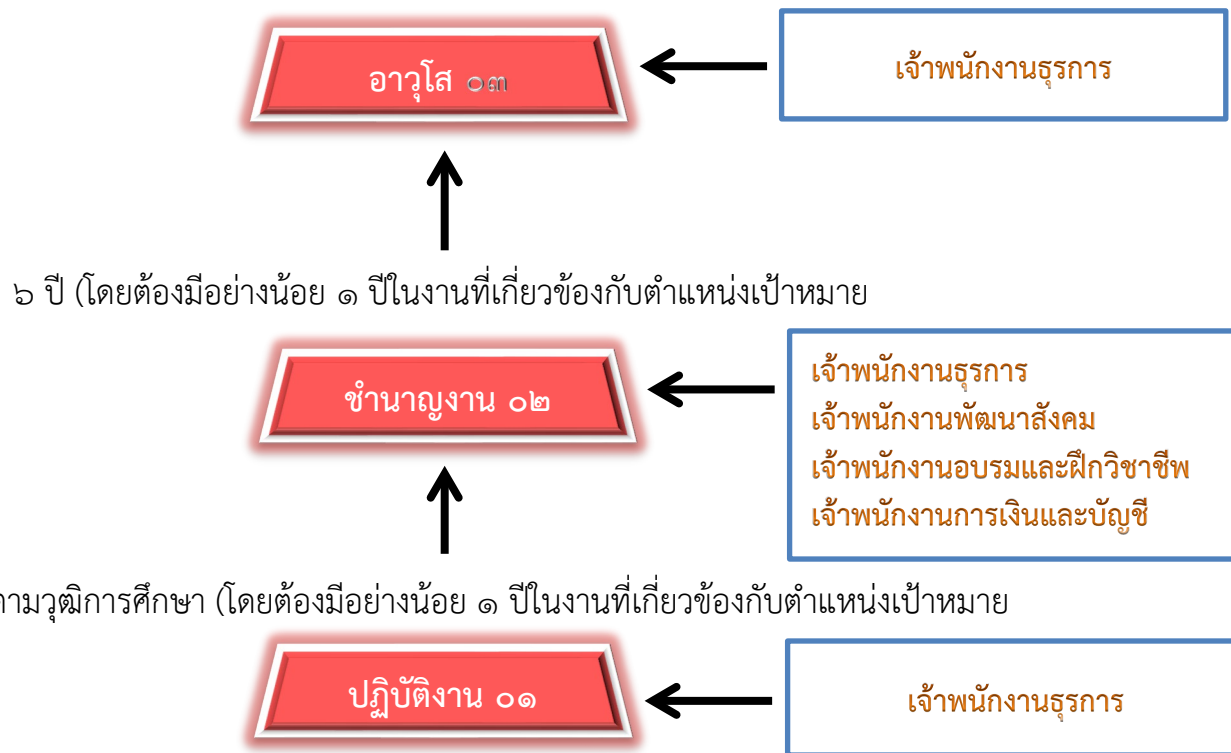 อาวุโส ๐๓
เจ้าพนักงานธุรการ
๖ ปี (โดยต้องมีอย่างน้อย ๑ ปีในงานที่เกี่ยวข้องกับตำแหน่งเป้าหมาย
ชำนาญงาน ๐๒
เจ้าพนักงานธุรการ
เจ้าพนักงานพัฒนาสังคม
เจ้าพนักงานอบรมและฝึกวิชาชีพ
เจ้าพนักงานการเงินและบัญชี
ตามวุฒิการศึกษา (โดยต้องมีอย่างน้อย ๑ ปีในงานที่เกี่ยวข้องกับตำแหน่งเป้าหมาย
ปฏิบัติงาน ๐๑
เจ้าพนักงานธุรการ